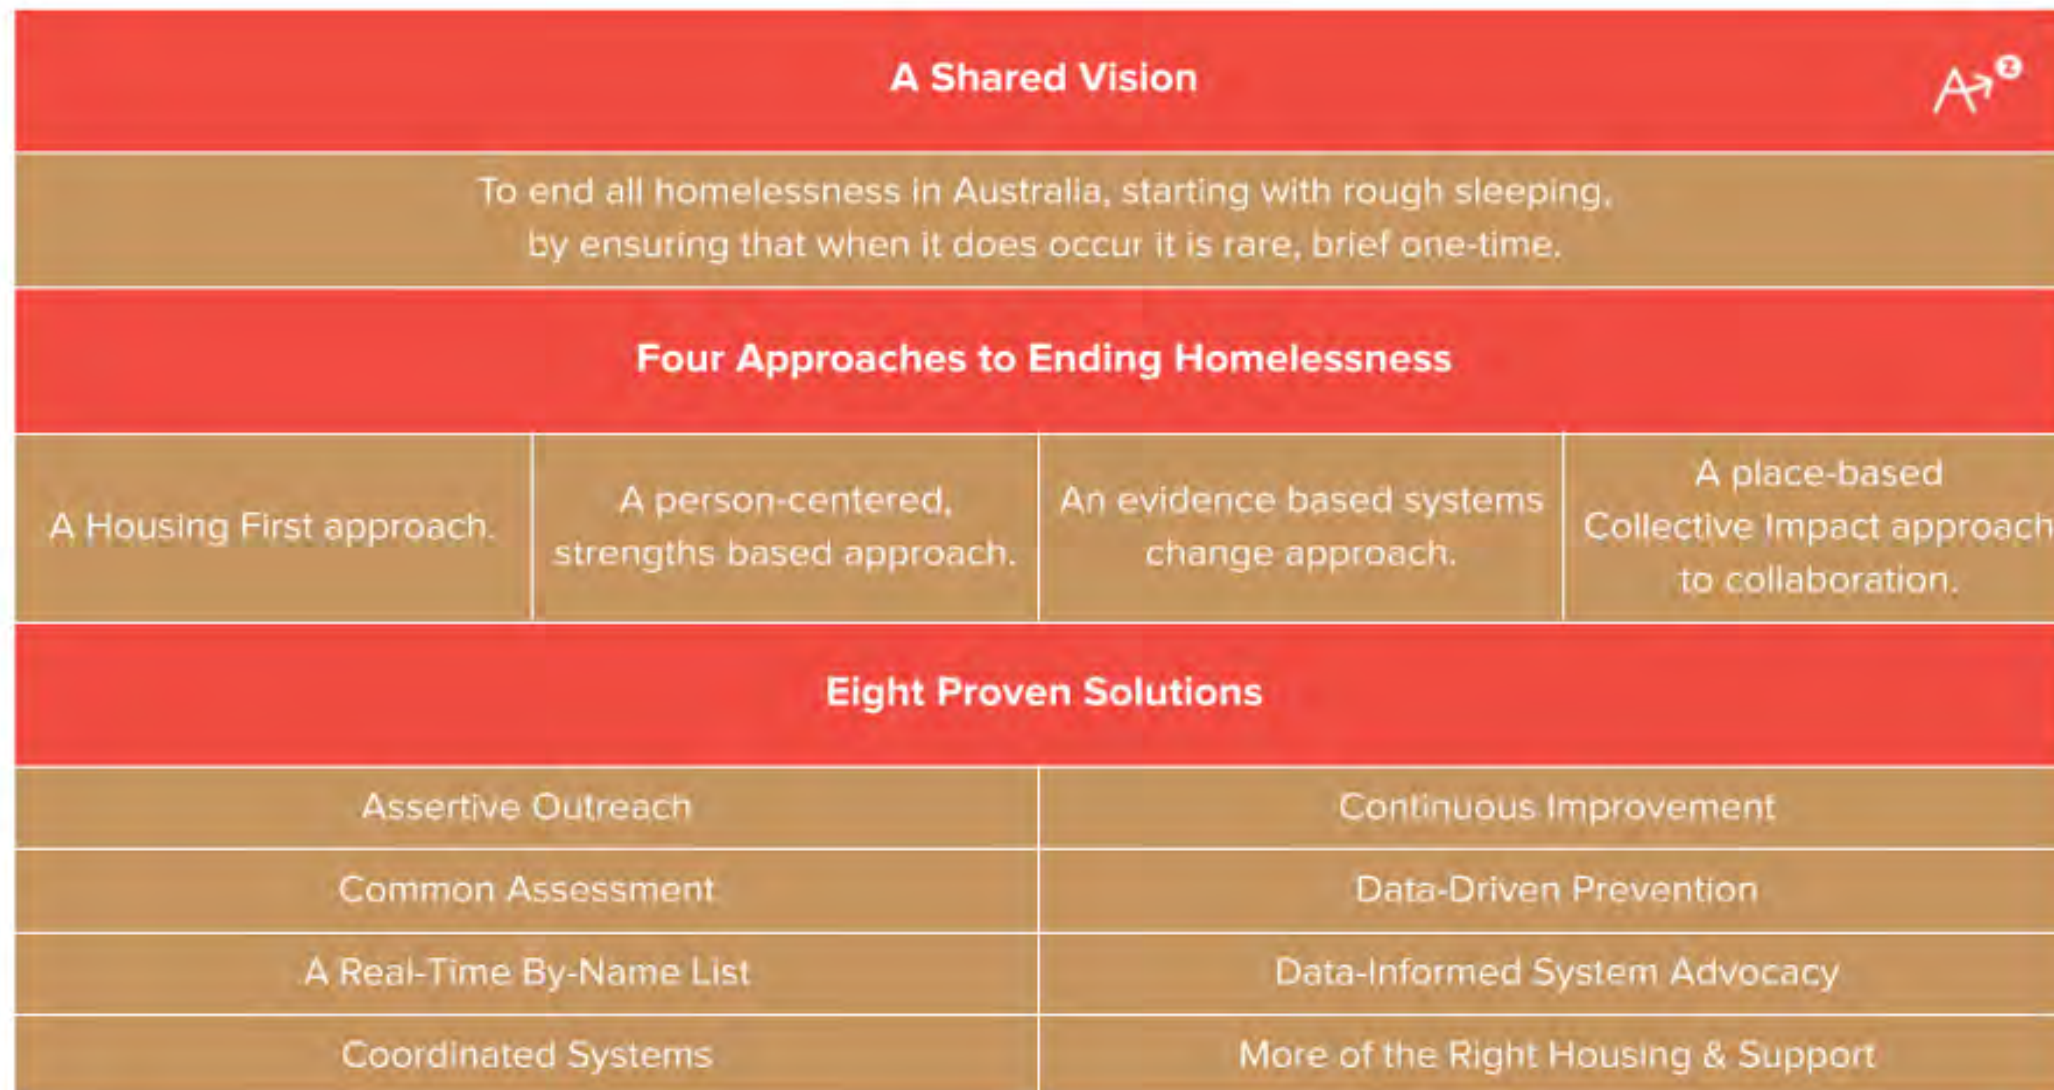 A Shared Vision
A→z
To end all homelessness in Australia, starting with rough sleeping,
by ensuring that when it does occur it is rare, brief one-time.
Four Approaches to Ending Homelessness
A Housing First approach.
A person-centered,
strengths based approach.
An evidence based systems
change approach.
A place-based
Collective Impact approach
to collaboration.
Eight Proven Solutions
Assertive Outreach
Continuous Improvement
Common Assessment
Data-Driven Prevention
A Real-Time By-Name List
Data-Informed System Advocacy
Coordinated Systems
More of the Right Housing & Support